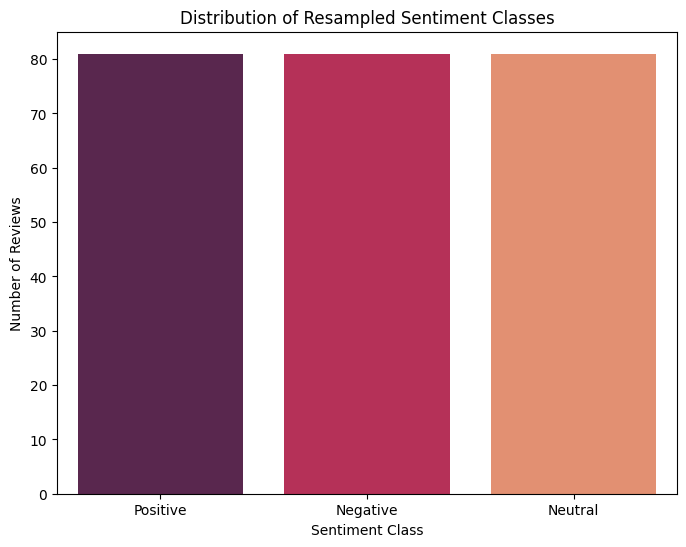 Distribution of Resampled Sentiment Classes
80
70
60
50
40
30
20
10
0
Number of Reviews
Positive
Negative
Neutral
Sentiment Class